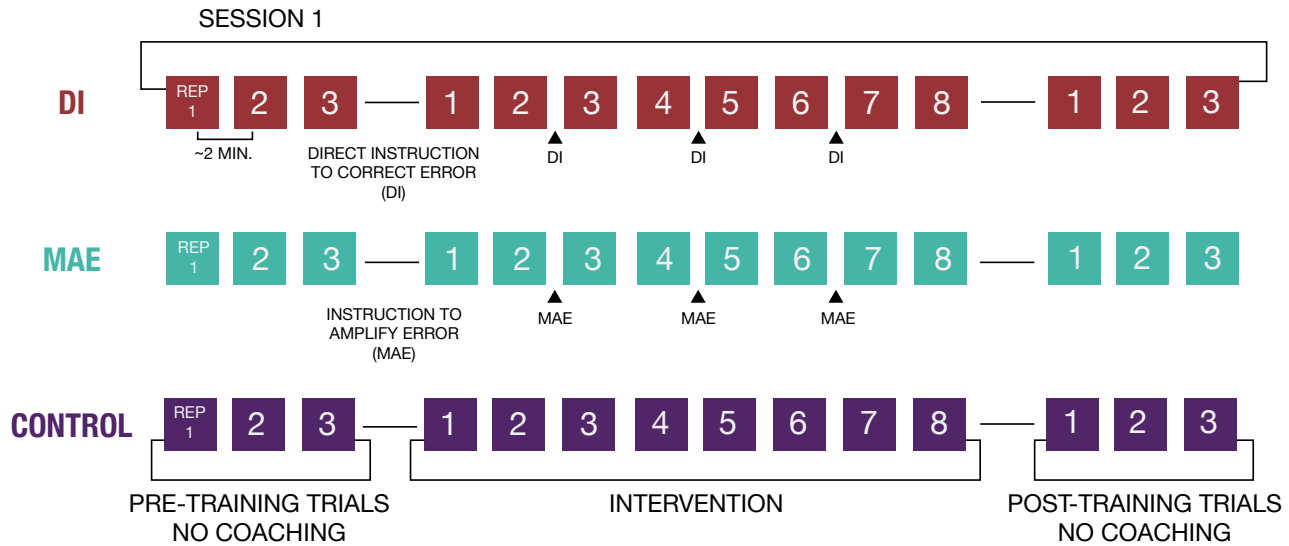 SESSION 1
DI
REP
1
2 3 1 2 3 4 5 6 7 8 1 2 3
~2 MIN.
DIRECT INSTRUCTION
TO CORRECT ERROR
(DI)
DI DI DI
MAE
REP
1
2 3 1 2 3 4 5 6 7 8 1 2 3
INSTRUCTION TO
AMPLIFY ERROR
(MAE)
MAE MAE MAE
CONTROL
REP
1
2 3 1 2 3 4 5 6 7 8 1 2 3
PRE-TRAINING TRIALS
NO COACHING
INTERVENTION
POST-TRAINING TRIALS
NO COACHING